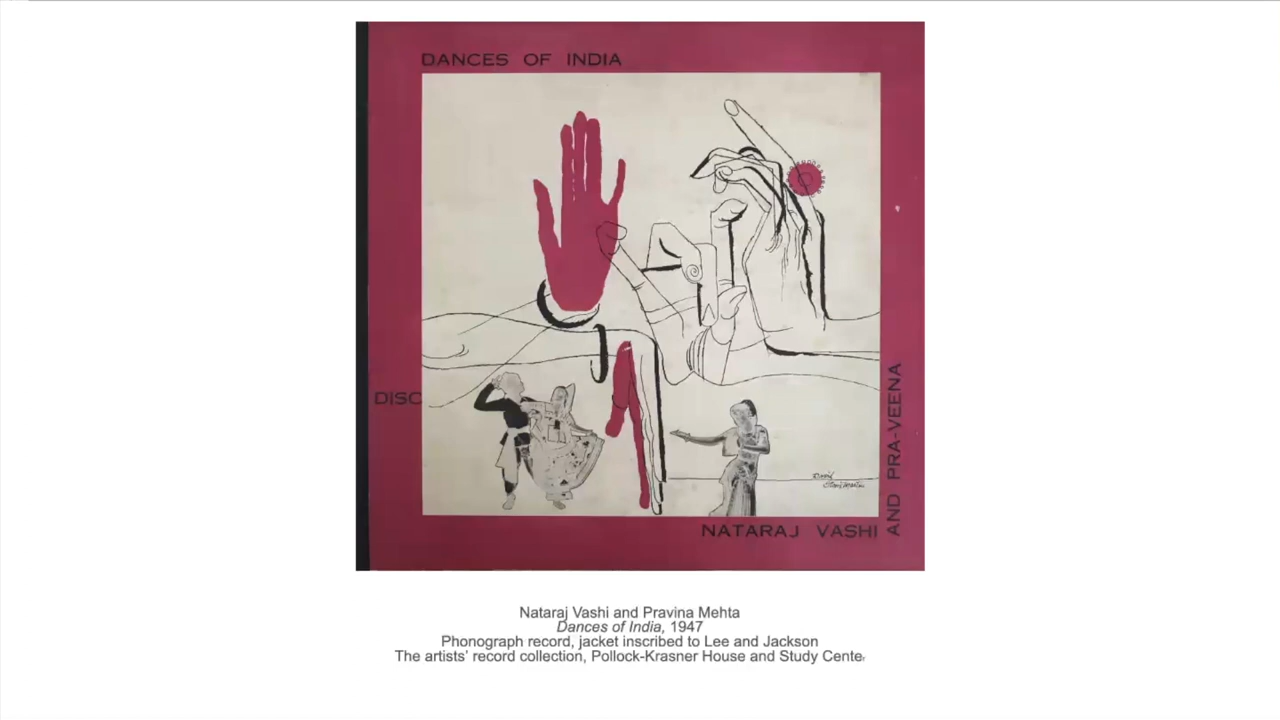 DANCES OF INDIA
DISC
AND PRA-VEENA
NATARAJ VASHI
Nataraj Vashi and Pravina Mehta
Dances of India, 1947
Phonograph record, jacket inscribed to Lee and Jackson
The artists' record collection, Pollock-Krasner House and Study Center